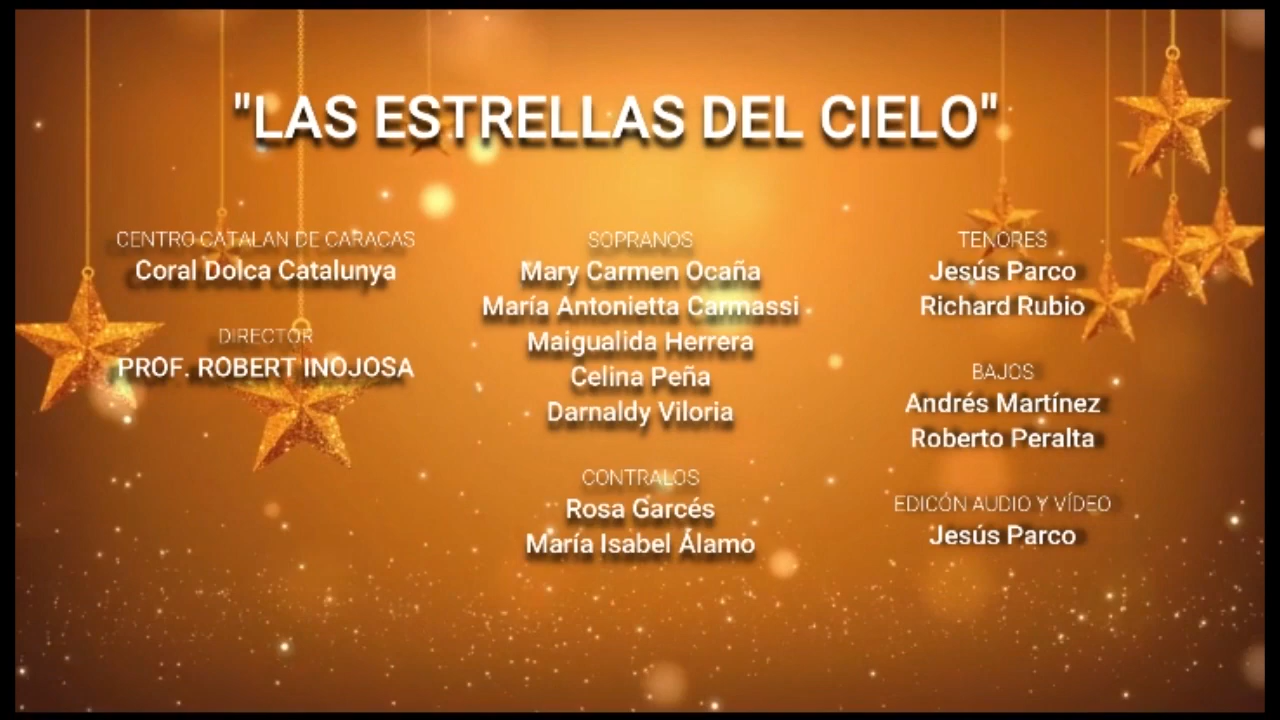 "LAS ESTRELLAS DEL CIELO"
CENTRO CATALAN DE CARACAS
Coral Dolca Catalunya
DIRECTOR
PROF. ROBERT INOJOSA
SOPRANOS
Mary Carmen Ocaña
María Antonietta Carmassi
Maigualida Herrera
Celina Peña
Darnaldy Viloria
CONTRALOS
Rosa Garcés
María Isabel Álamo
TENORES
Jesús Parco
Richard Rubio
BAJOS
Andrés Martínez
Roberto Peralta
EDICÓN AUDIO Y VÍDEO
Jesús Parco